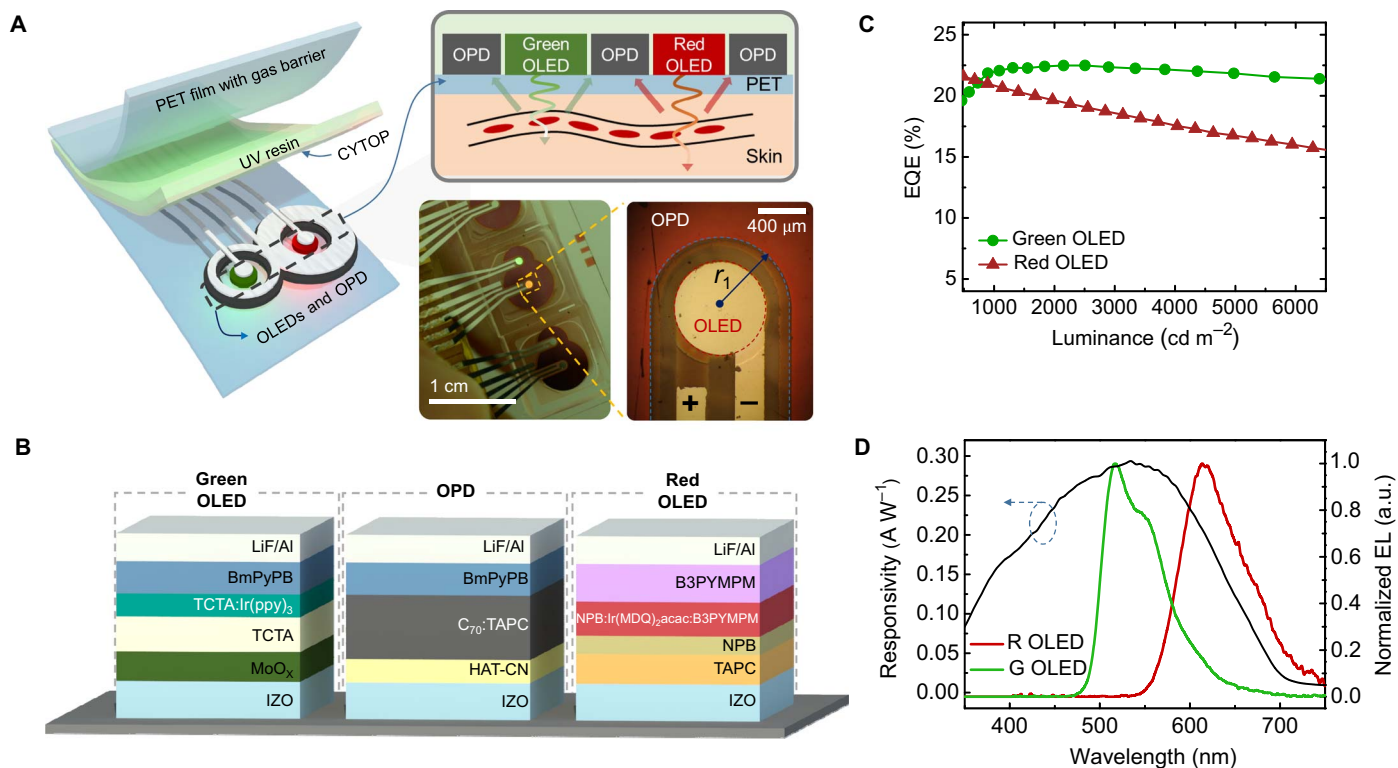 A
PET film with gas barrier
UV resin
CYTOP
OLEDs and OPD
OPD
Green
OLED
OPD
Red
OLED
OPD
PET
Skin
1 cm
OPD
400 μm
r₁
OLED
+
−
B
Green
OLED
OPD
Red
OLED
LiF/Al
BmPyPB
TCTA:Ir(ppy)₃
TCTA
MoOₓ
IZO
LiF/Al
BmPyPB
C₇₀:TAPC
HAT-CN
IZO
LiF/Al
B3PYMPM
NPB:Ir(MDQ)₂acac:B3PYMPM
NPB
TAPC
IZO
C
EQE (%)
25
20
15
10
5
Green OLED
Red OLED
1000 2000 3000 4000 5000 6000
Luminance (cd m⁻²)
D
Responsivity (A W⁻¹)
0.30
0.25
0.20
0.15
0.10
0.05
0.00
R OLED
G OLED
1.0
0.8
0.6
0.4
0.2
0.0
Normalized EL (a.u.)
400 500 600 700
Wavelength (nm)